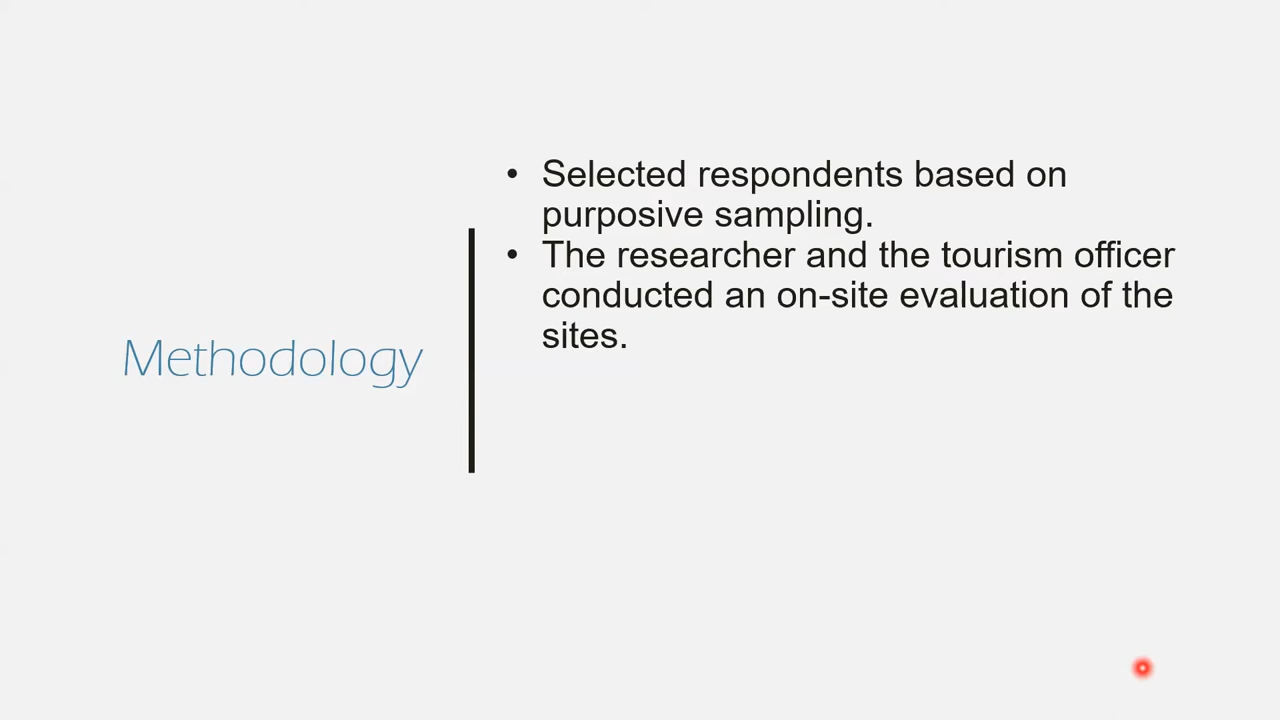 Methodology
• Selected respondents based on
purposive sampling.
• The researcher and the tourism officer
conducted an on-site evaluation of the
sites.